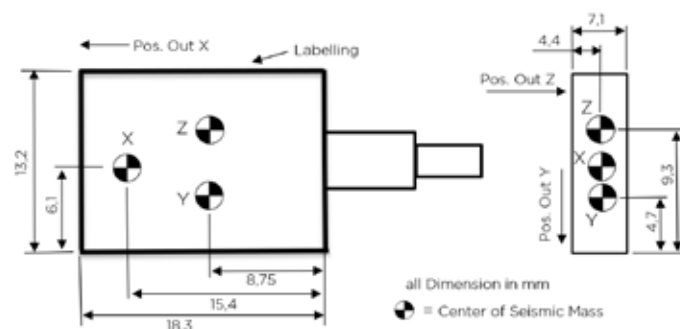 Pos. Out X
Labelling
13,2
6,1
X
Z
Y
8,75
15,4
18,3
7,1
4,4
Pos. Out Z
Z
X
Y
Pos. Out Y
4,7
9,3
all Dimension in mm
= Center of Seismic Mass